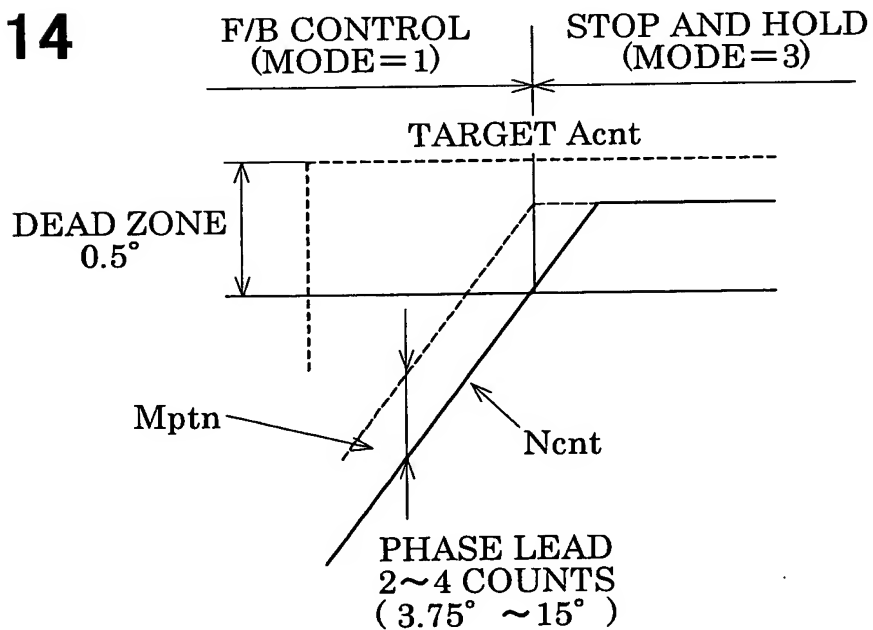 14
F/B CONTROL
(MODE=1)
STOP AND HOLD
(MODE=3)
TARGET Acnt
DEAD ZONE
0.5°
Mptn
Ncnt
PHASE LEAD
2~4 COUNTS
( 3.75° ~15° )